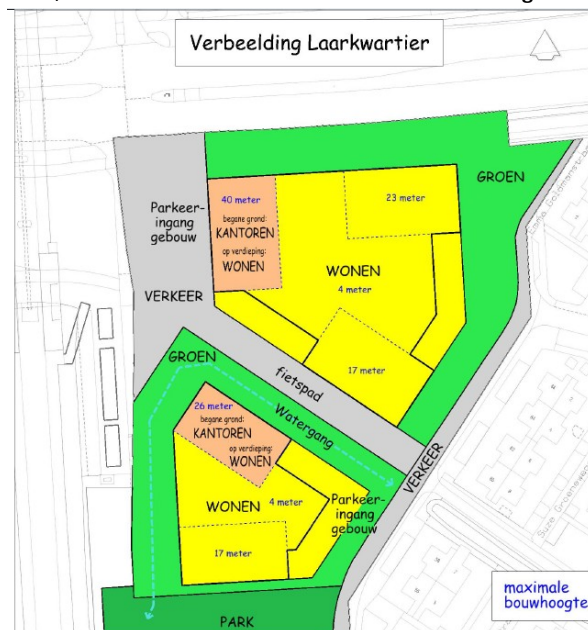 Verbeelding Laarkwartier
GROEN
40 meter
begane grond:
KANTOREN
op verdieping:
WONEN
23 meter
Parkeer-
ingang
gebouw
WONEN
4 meter
VERKEER
17 meter
GROEN
fietspad
Watergang
26 meter
begane grond:
KANTOREN
op verdieping:
WONEN
VERKEER
WONEN
4 meter
Parkeer-
ingang
gebouw
17 meter
maximale
bouwhoogte
PARK